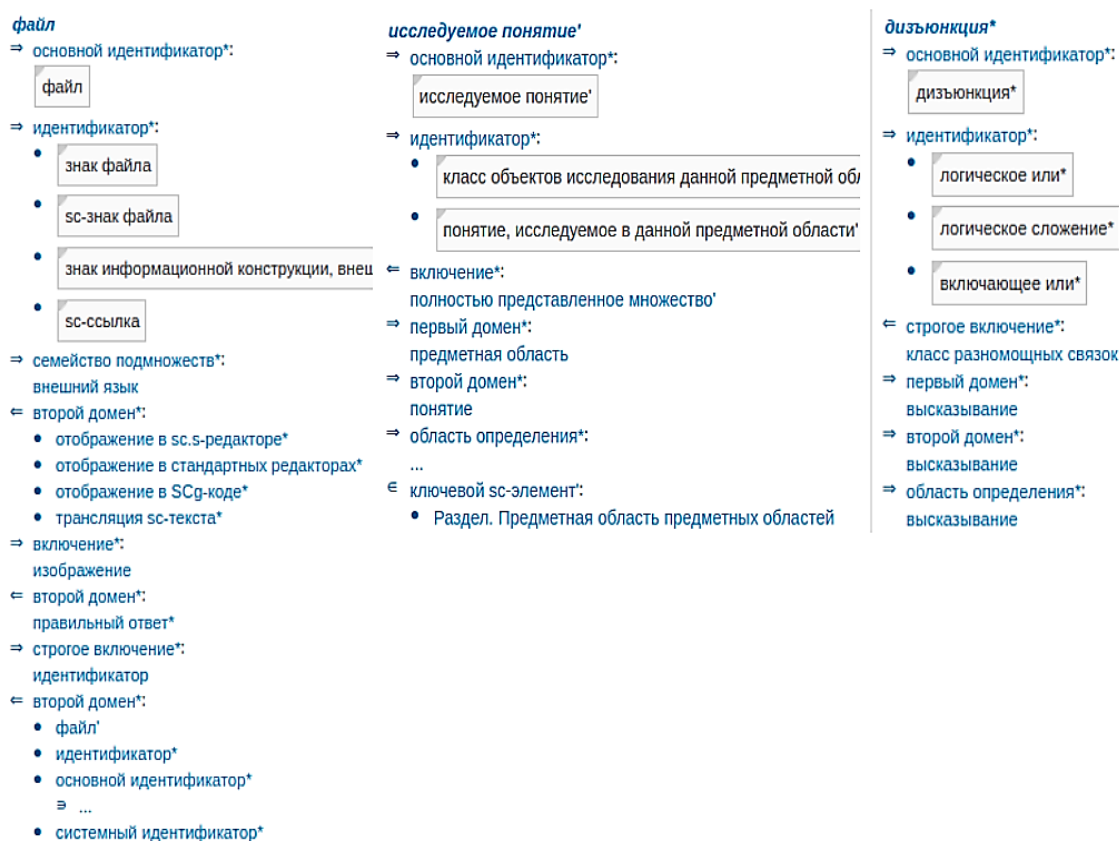 файл
⇒ основной идентификатор*:
файл
⇒ идентификатор*:
• знак файла
• sc-знак файла
• знак информационной конструкции,
• sc-ссылка
⇒ семейство подмножеств*:
внешний язык
⇐ второй домен*:
• отображение в sc.s-редакторе*
• отображение в стандартных редакторах*
• отображение в SCg-коде*
• трансляция sc-текста*
⇒ включение*:
изображение
⇐ второй домен*:
правильный ответ*
⇒ строгое включение*:
идентификатор
⇐ второй домен*:
• файл'
• идентификатор*
• основной идентификатор*
∋ ...
• системный идентификатор*
исследуемое понятие'
⇒ основной идентификатор*:
исследуемое понятие'
⇒ идентификатор*:
• класс объектов исследования данной предметной
• понятие, исследуемое в данной предметной области'
⇐ включение*:
полностью представленное множество'
⇒ первый домен*:
предметная область
⇒ второй домен*:
понятие
⇒ область определения*:
...
∈ ключевой sc-элемент':
• Раздел. Предметная область предметных областей
дизъюнкция*
⇒ основной идентификатор*:
дизъюнкция*
⇒ идентификатор*:
• логическое или*
• логическое сложение*
• включающее или*
⇐ строгое включение*:
класс разномощных связок
⇒ первый домен*:
высказывание
⇒ второй домен*:
высказывание
⇒ область определения*:
высказывание